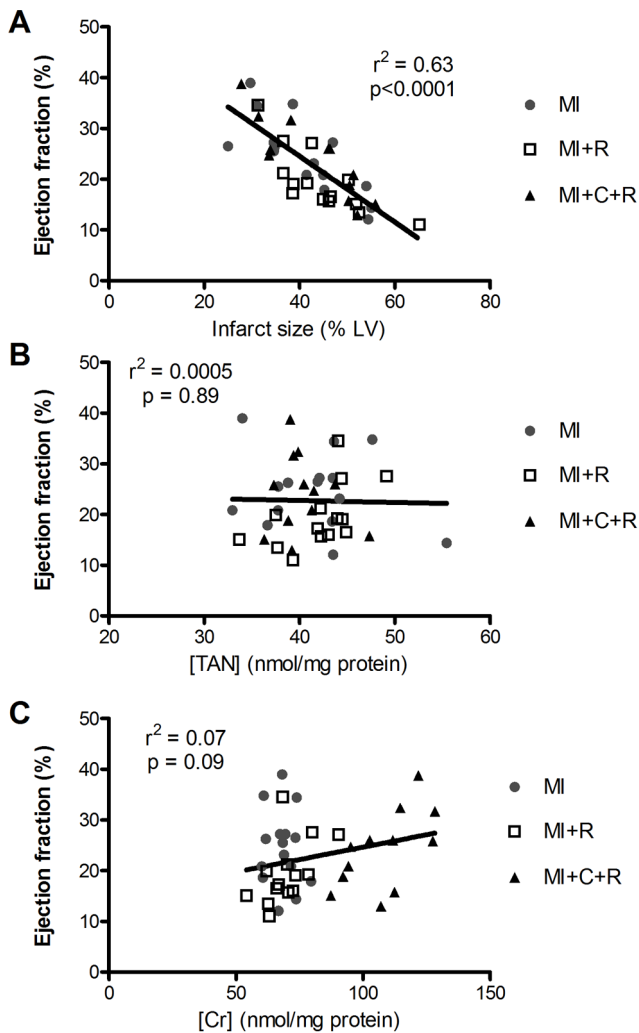 A
Ejection fraction (%)
50
40
30
20
10
0
0
20
40
60
80
Infarct size (% LV)
r² = 0.63
p<0.0001
MI
MI+R
MI+C+R
B
Ejection fraction (%)
50
40
30
20
10
0
20
30
40
50
60
[TAN] (nmol/mg protein)
r² = 0.0005
p = 0.89
MI
MI+R
MI+C+R
C
Ejection fraction (%)
50
40
30
20
10
0
0
50
100
150
[Cr] (nmol/mg protein)
r² = 0.07
p = 0.09
MI
MI+R
MI+C+R